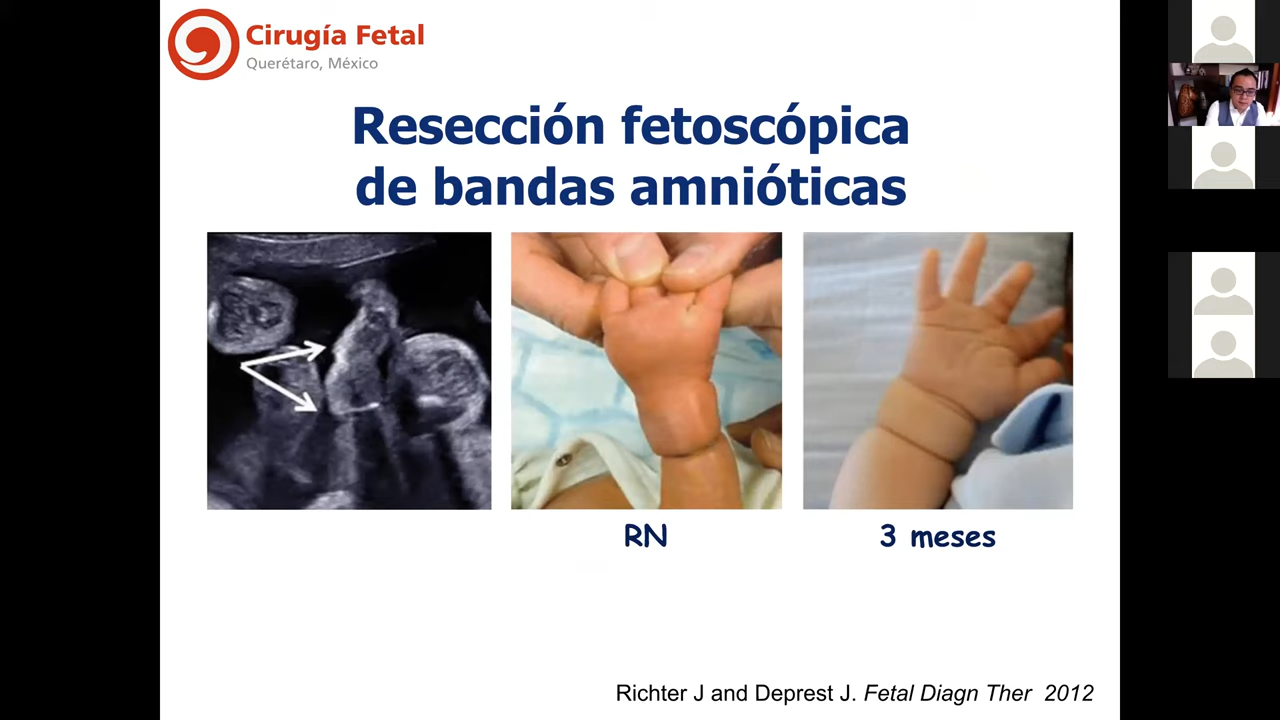 Cirugía Fetal
Querétaro, México
Resección fetoscópica
de bandas amnióticas
RN
3 meses
Richter J and Deprest J. Fetal Diagn Ther 2012